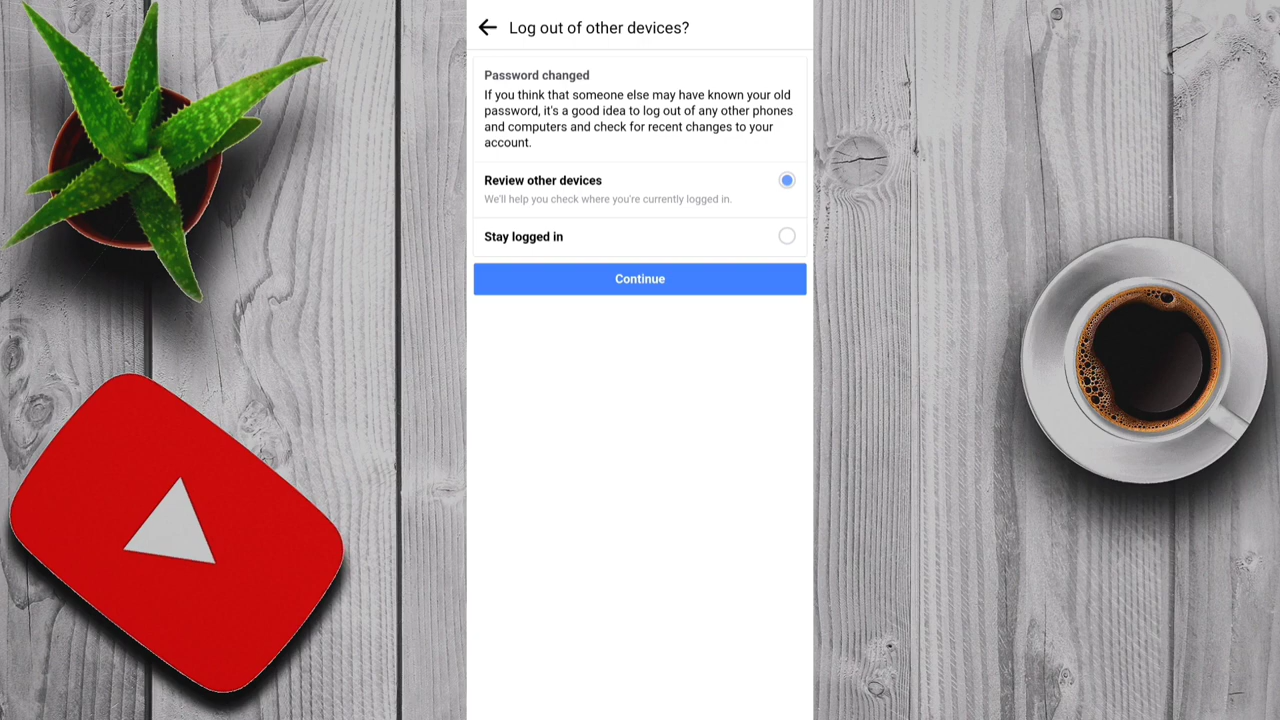 Log out of other devices?
Password changed
If you think that someone else may have known your old
password, it's a good idea to log out of any other phones
and computers and check for recent changes to your
account.
Review other devices
We'll help you check where you're currently logged in.
Stay logged in
Continue